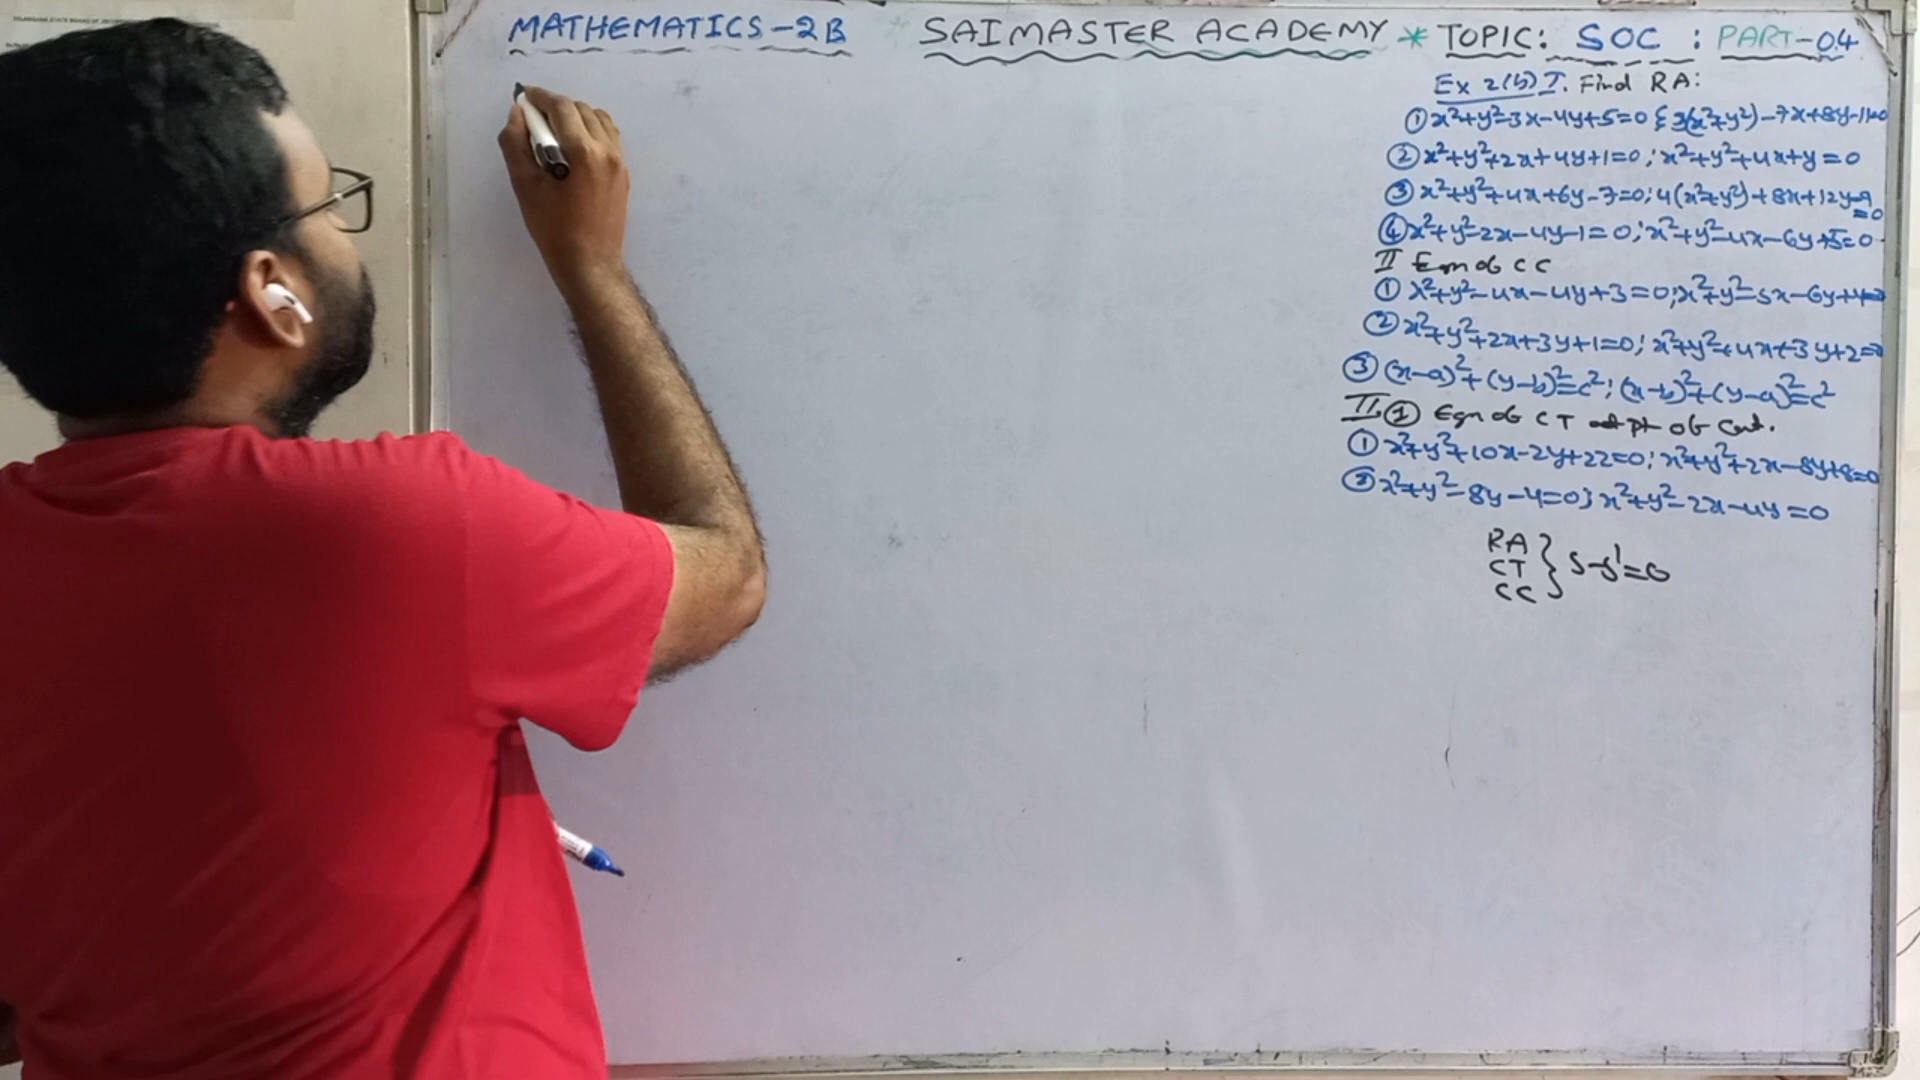 MATHEMATICS-2B * SAIMASTER ACADEMY * TOPIC: SOC : PART-04
Ex 2(b) I. Find RA:
① x²+y²-3x-4y+5=0 & 3(x²+y²)-7x+8y-11=0
② x²+y²+2x+4y+1=0; x²+y²+4x+y=0
③ x²+y²+4x+6y-7=0; 4(x²+y²)+8x+12y-9=0
④ x²+y²-2x-4y-1=0; x²+y²-4x-6y+5=0
II Eqn of CC
① x²+y²-4x-4y+3=0; x²+y²-5x-6y+4=0
② x²+y²+2x+3y+1=0; x²+y²+4x+3y+2=0
③ (x-a)²+(y-b)²=c²; (x-b)²+(y-a)²=c²
II ① Eqn of CT at pt of Cont.
① x²+y²+10x-2y+22=0; x²+y²+2x-8y+8=0
② x²+y²-8y-4=0; x²+y²-2x-4y=0
RA
CT } S-S'=0
CC